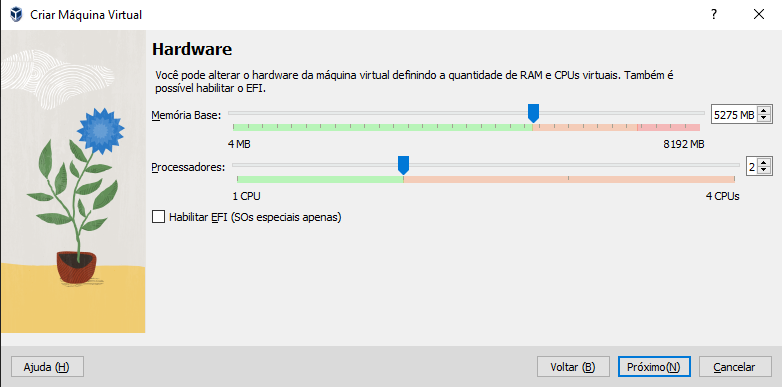 Criar Máquina Virtual
Hardware
Você pode alterar o hardware da máquina virtual definindo a quantidade de RAM e CPUs virtuais. Também é
possível habilitar o EFI.
Memória Base: 5275 MB
4 MB 8192 MB
Processadores: 2
1 CPU 4 CPUs
Habilitar EFI (SOs especiais apenas)
Ajuda (H) Voltar (B) Próximo(N) Cancelar